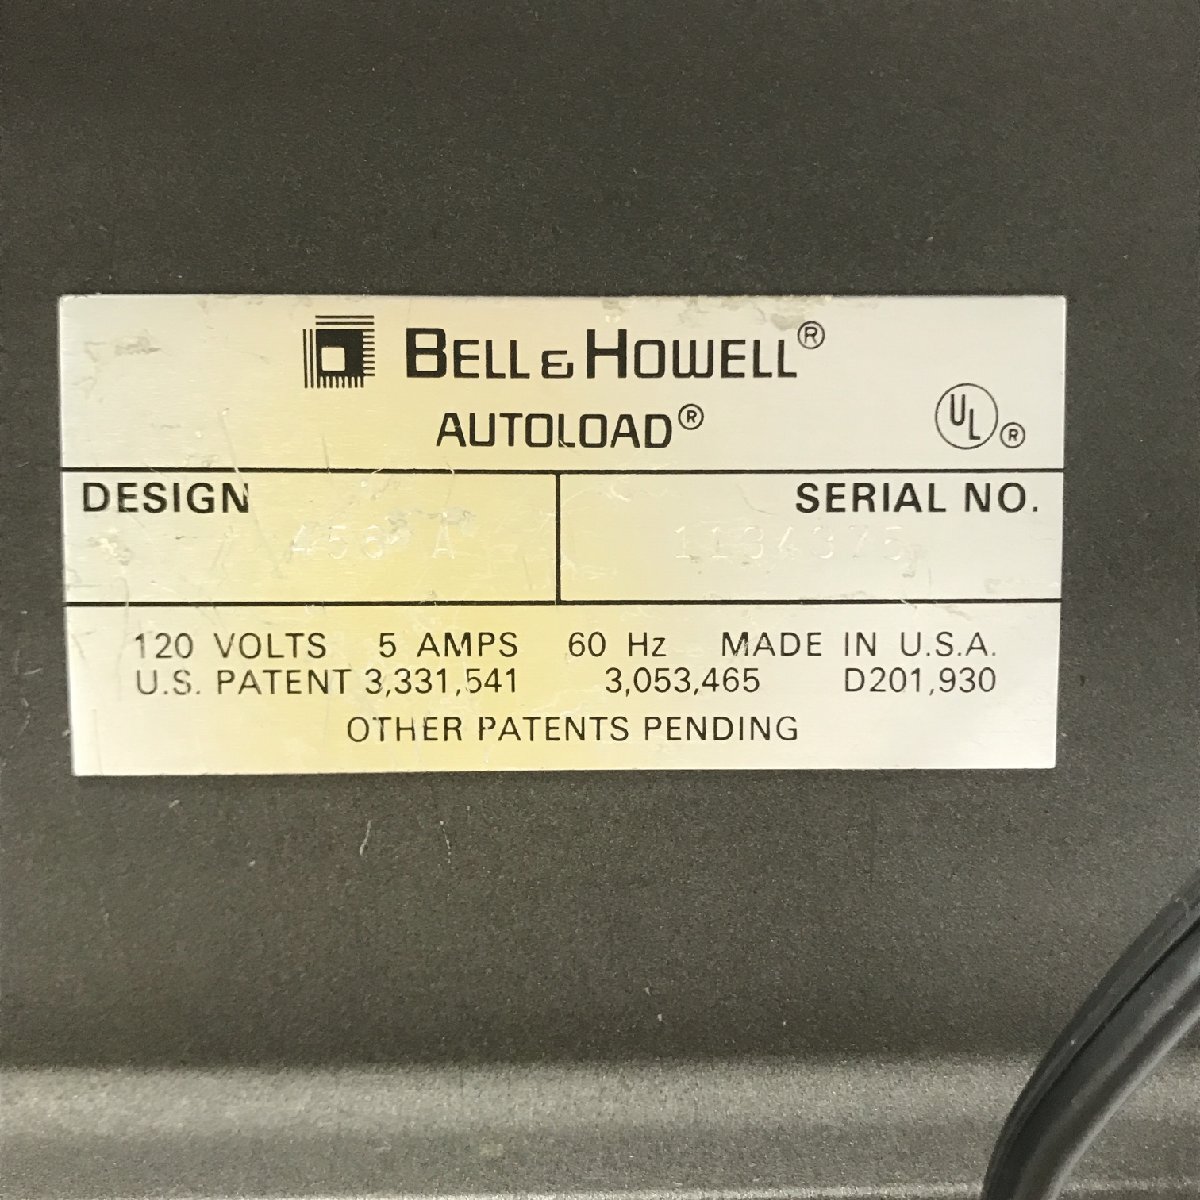 BELL & HOWELL®
AUTOLOAD®
UL®
DESIGN
SERIAL NO.
A
120 VOLTS 5 AMPS 60 Hz MADE IN U.S.A.
U.S. PATENT 3,331,541 3,053,465 D201,930
OTHER PATENTS PENDING